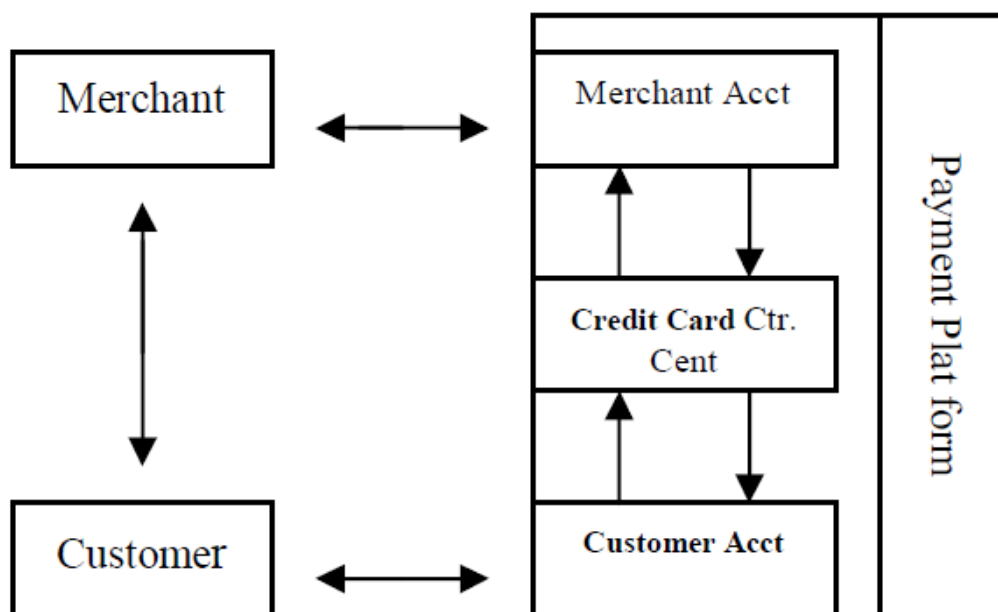 Merchant
Merchant Acct
Credit Card Ctr.
Cent
Customer
Customer Acct
Payment Plat form